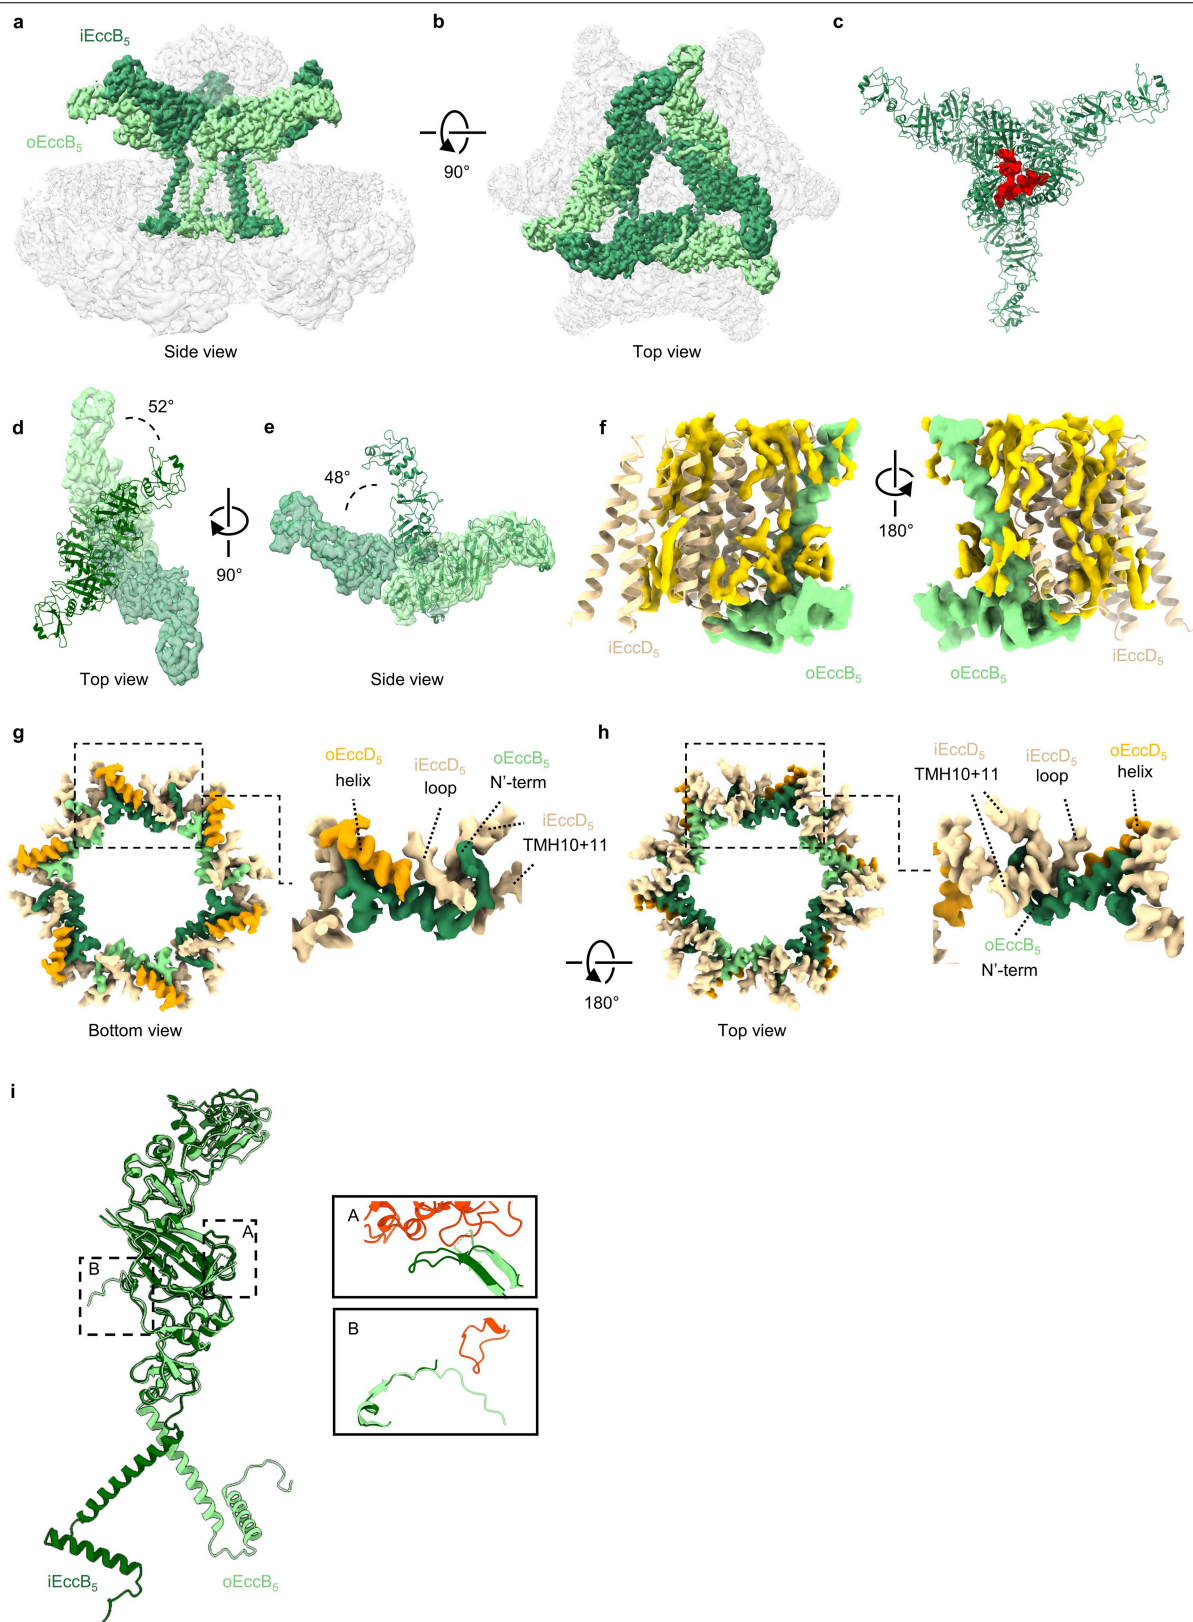 a
b
c
iEccB5
oEccB5
90°
Side view
Top view
d
52°
e
48°
90°
Top view
Side view
f
180°
iEccD5
oEccB5
oEccB5
iEccD5
g
oEccD5
helix
iEccD5
loop
oEccB5
N'-term
iEccD5
TMH10+11
Bottom view
180°
h
iEccD5
TMH10+11
iEccD5
loop
oEccD5
helix
oEccB5
N'-term
Top view
i
A
B
iEccB5
oEccB5
A
B